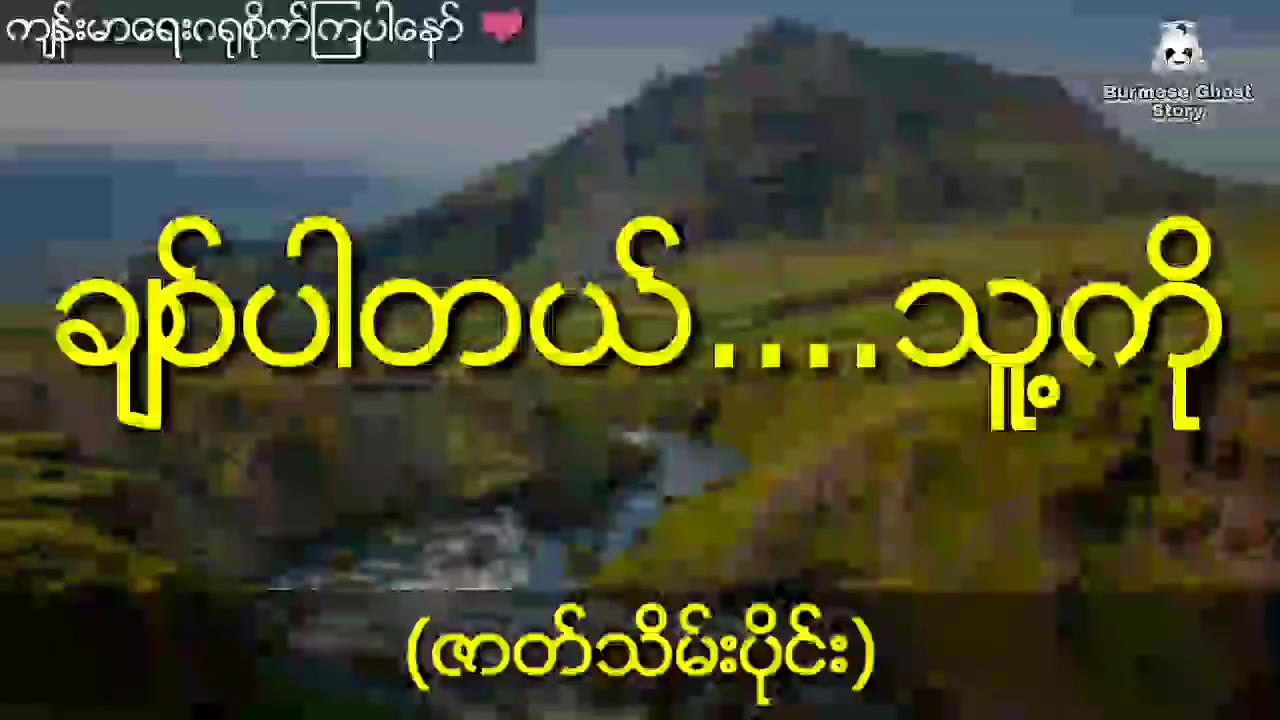 ကျန်းမာရေးဂရုစိုက်ကြပါနော် ❤
Burmese Ghost
Story
ချစ်ပါတယ်....သူ့ကို
(ဇာတ်သိမ်းပိုင်း)